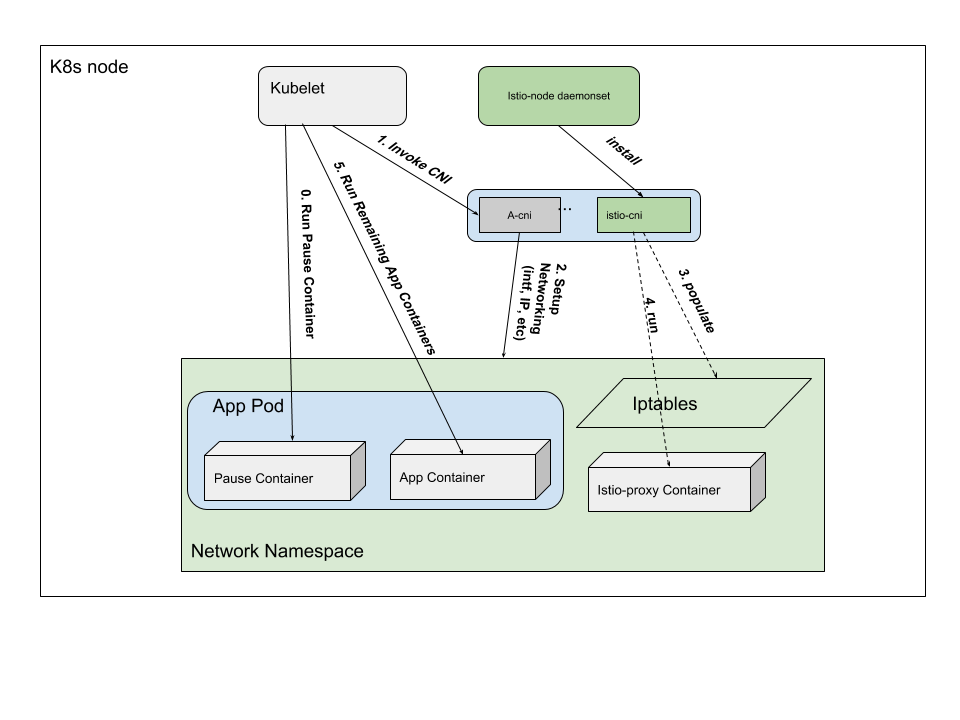 K8s node
Kubelet
Istio-node daemonset
1. Invoke CNI
install
5. Run Remaining App Containers
0. Run Pause Container
A-cni
...
istio-cni
2. Setup
Networking
(intf, IP, etc)
3. populate
4. run
App Pod
Iptables
Pause Container
App Container
Istio-proxy Container
Network Namespace